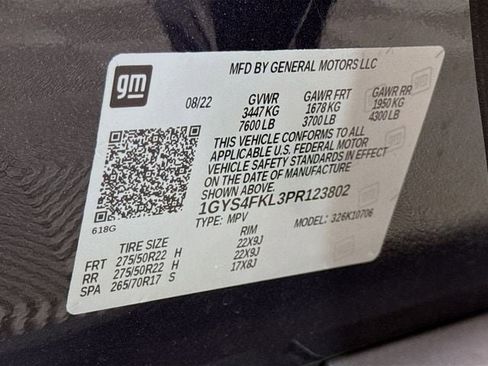 gm
MFD BY GENERAL MOTORS LLC
08/22 GVWR GAWR FRT GAWR RR
3447 KG 1678 KG 1950 KG
7600 LB 3700 LB 4300 LB
THIS VEHICLE CONFORMS TO ALL
APPLICABLE U.S. FEDERAL MOTOR
VEHICLE SAFETY STANDARDS IN EFFECT
ON THE DATE OF MANUFACTURE
SHOWN ABOVE.
1GYS4FKL3PR123802
618G TYPE: MPV MODEL: 326K10706
TIRE SIZE RIM
FRT 275/50R22 H 22X9J
RR 275/50R22 H 22X9J
SPA 265/70R17 S 17X8J